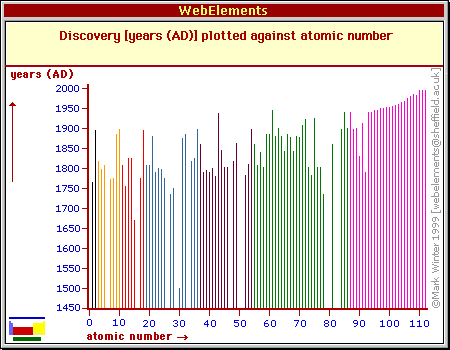 WebElements
Discovery [years (AD)] plotted against atomic number
years (AD)
2000
1950
1900
1850
1800
1750
1700
1650
1600
1550
1500
1450
0 10 20 30 40 50 60 70 80 90 100 110
atomic number →
©Mark Winter 1999 [webelements@sheffield.ac.uk]